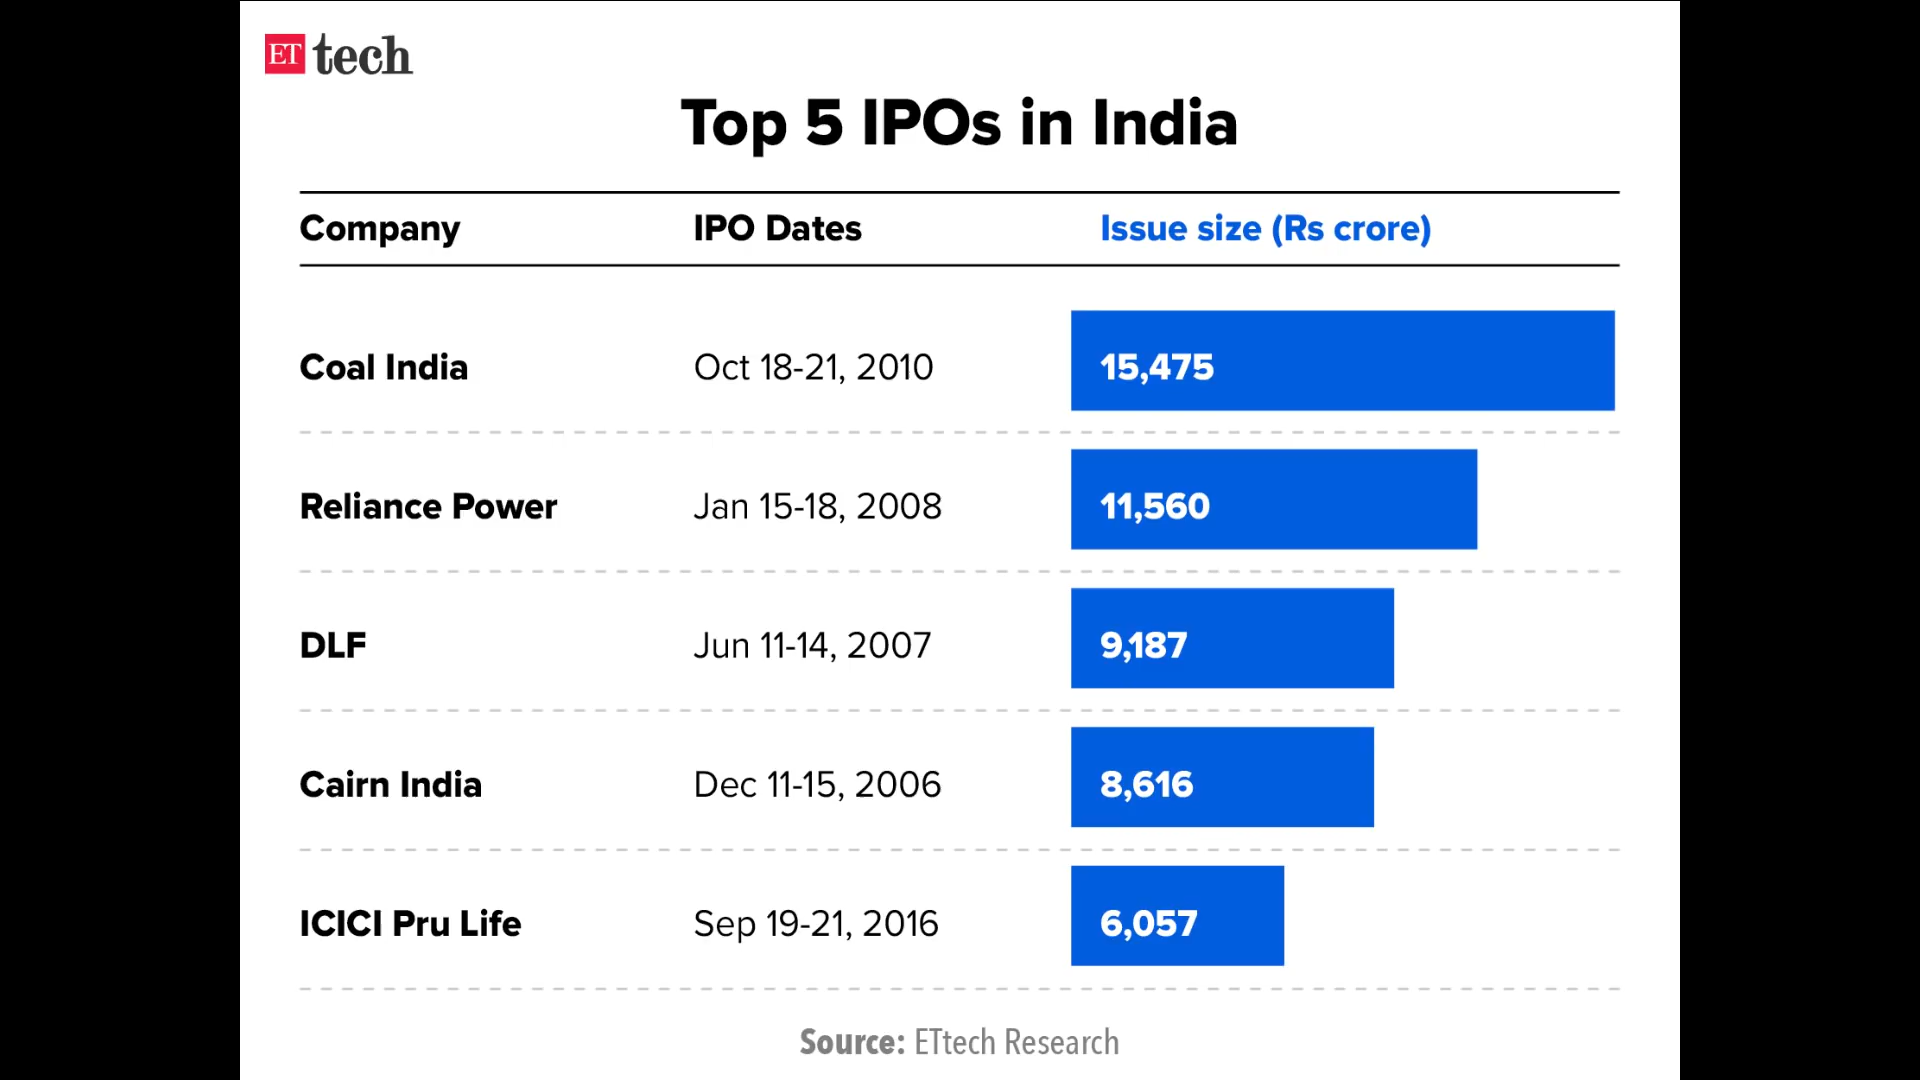 ET tech
Top 5 IPOs in India
Company IPO Dates Issue size (Rs crore)
Coal India Oct 18-21, 2010 15,475
Reliance Power Jan 15-18, 2008 11,560
DLF Jun 11-14, 2007 9,187
Cairn India Dec 11-15, 2006 8,616
ICICI Pru Life Sep 19-21, 2016 6,057
Source: ETtech Research